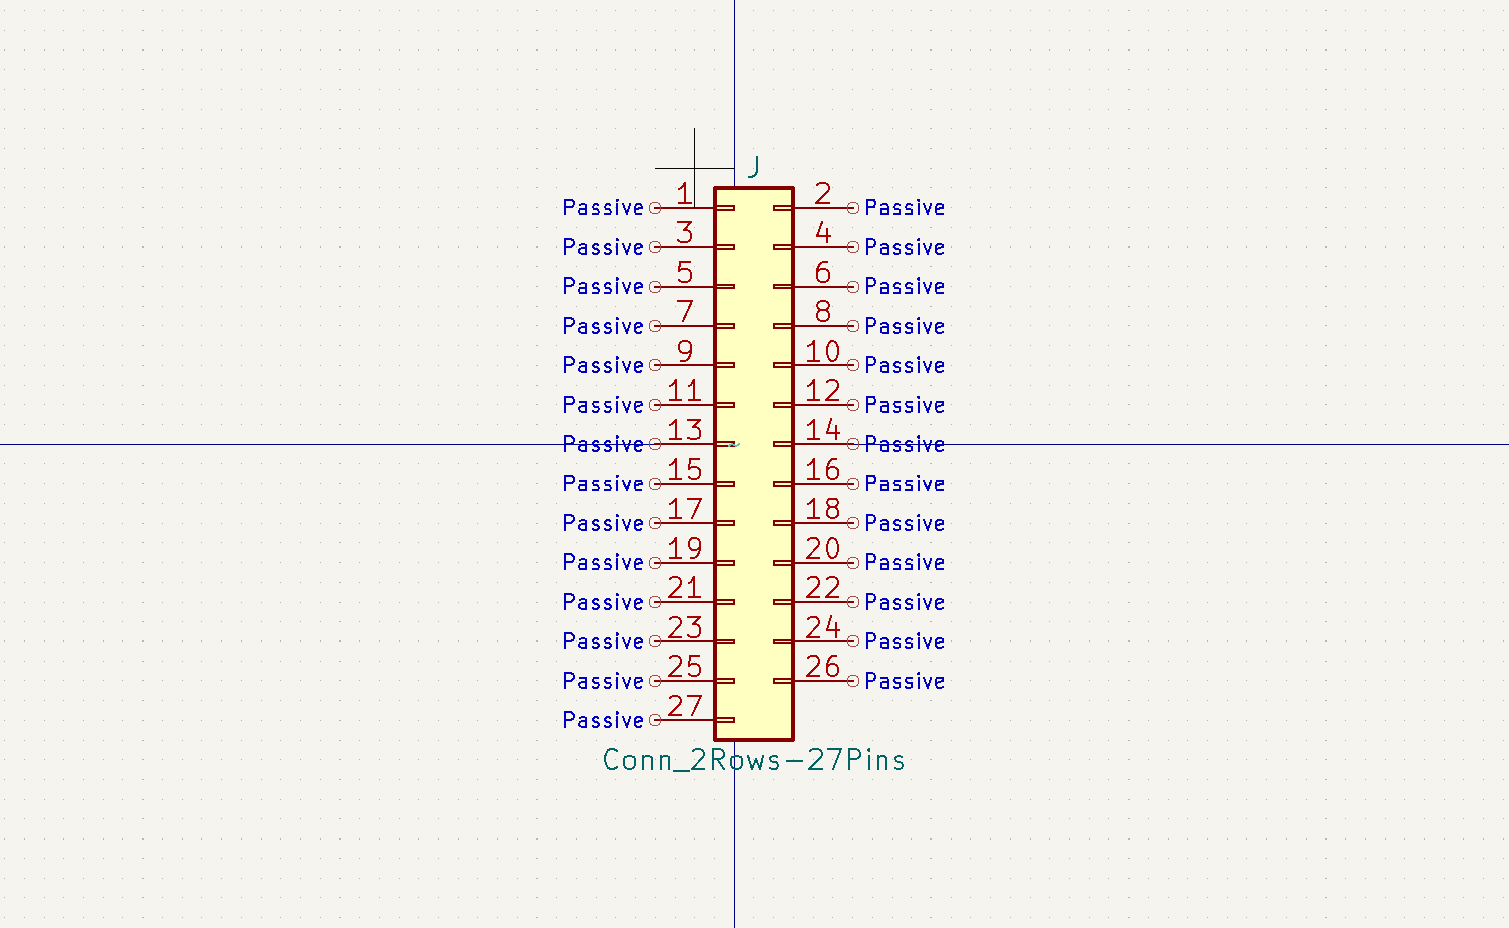 J
Passive 1 2 Passive
Passive 3 4 Passive
Passive 5 6 Passive
Passive 7 8 Passive
Passive 9 10 Passive
Passive 11 12 Passive
Passive 13 14 Passive
Passive 15 16 Passive
Passive 17 18 Passive
Passive 19 20 Passive
Passive 21 22 Passive
Passive 23 24 Passive
Passive 25 26 Passive
Passive 27
Conn_2Rows-27Pins